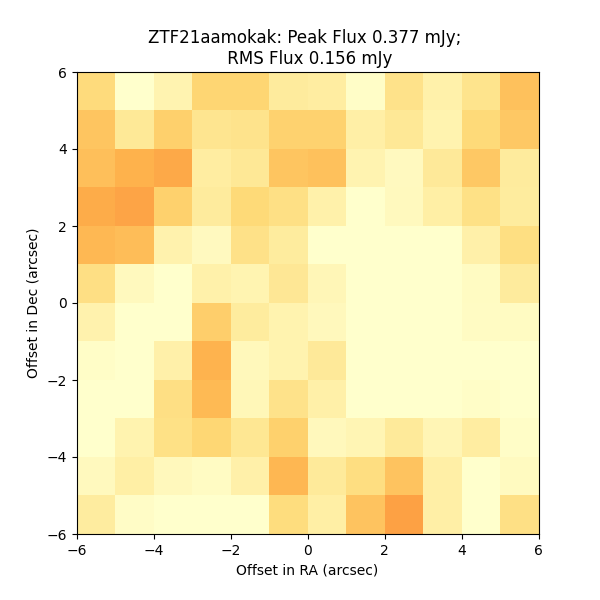 ZTF21aamokak: Peak Flux 0.377 mJy;
RMS Flux 0.156 mJy
6
4
2
0
−2
−4
−6
Offset in Dec (arcsec)
−6 −4 −2 0 2 4 6
Offset in RA (arcsec)